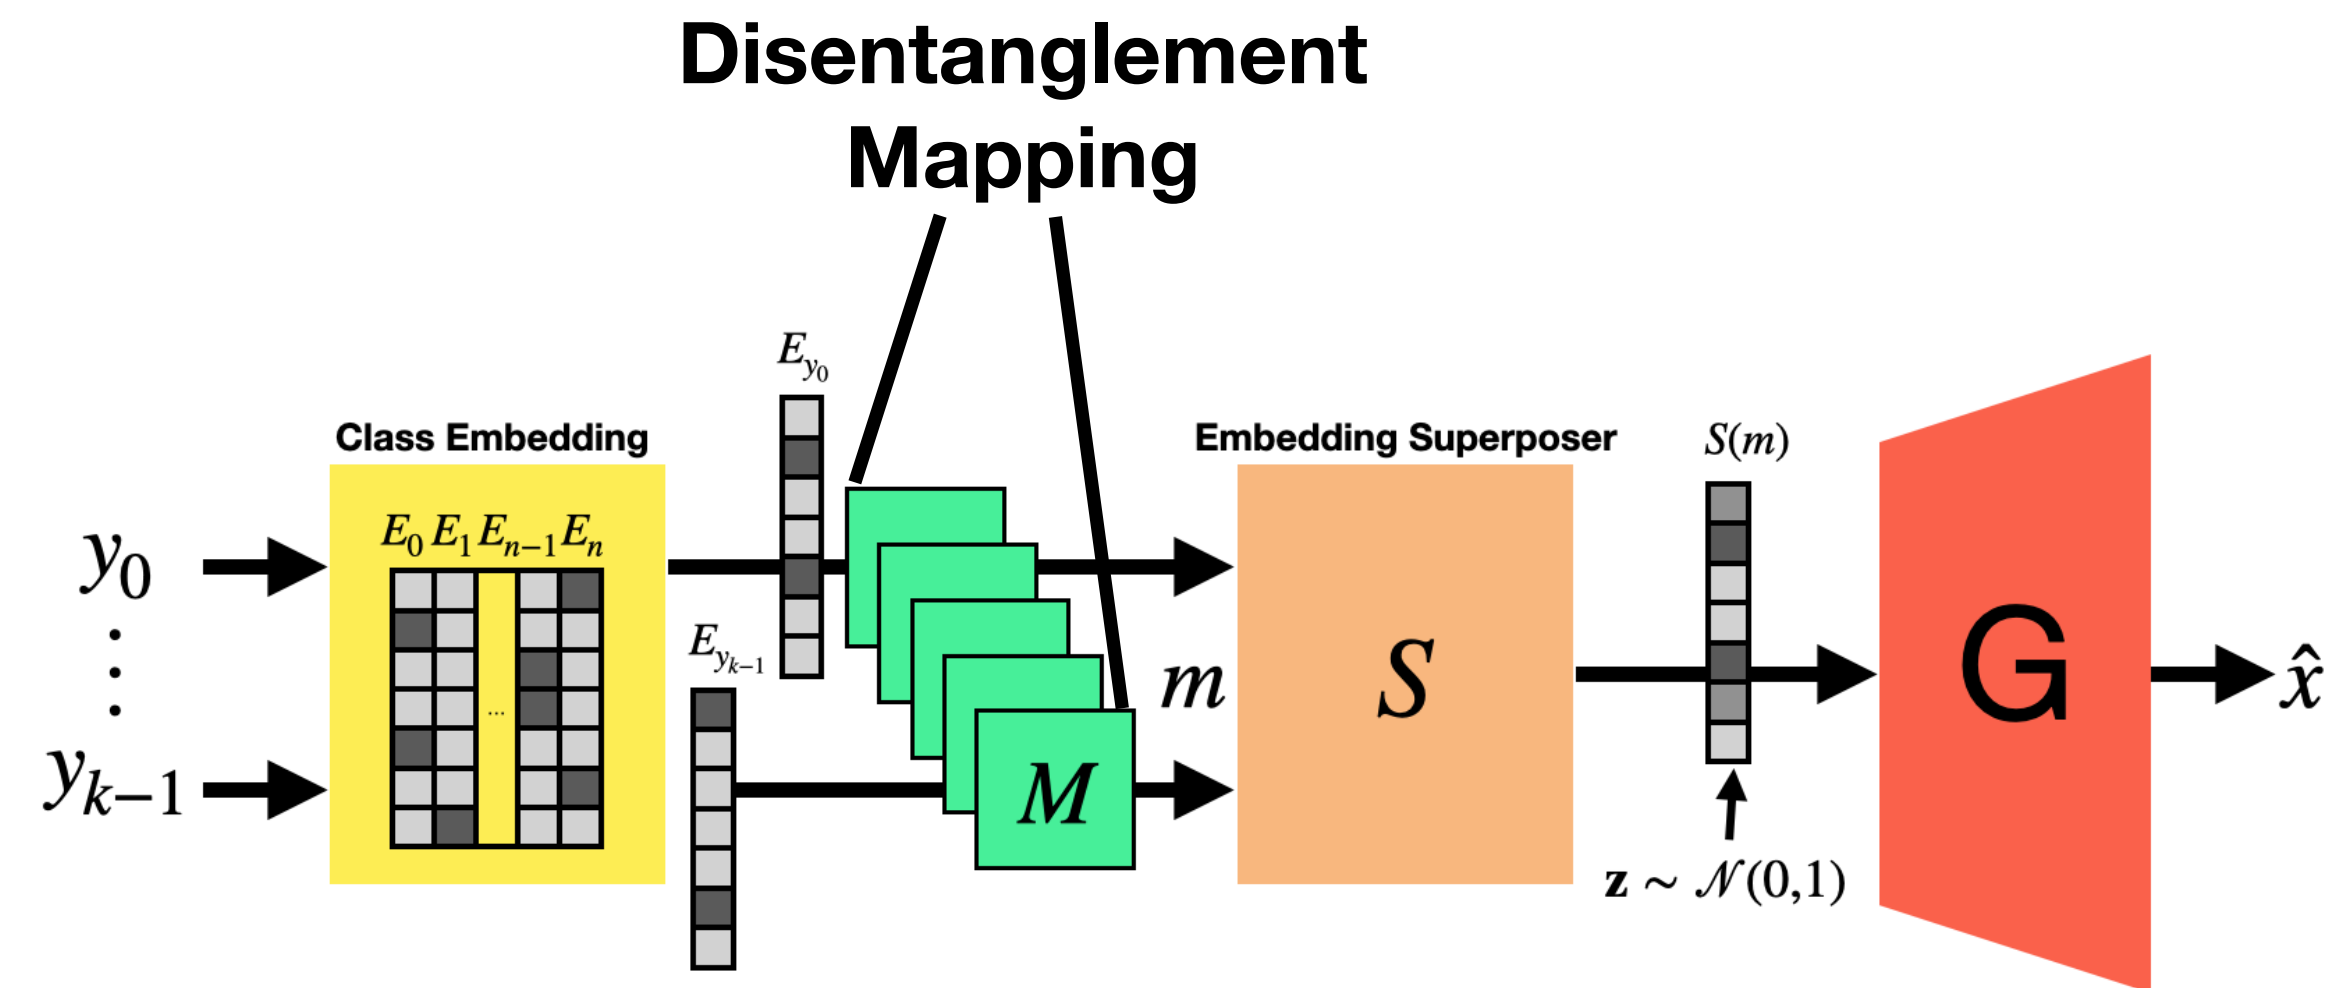 Disentanglement
Mapping
E_{y_0}
Class Embedding
Embedding Superposer
S(m)
E_0 E_1 E_{n−1} E_n
y_0
⋮
E_{y_{k−1}}
m
S
G
x̂
...
y_{k−1}
M
z ∼ 𝒩(0,1)